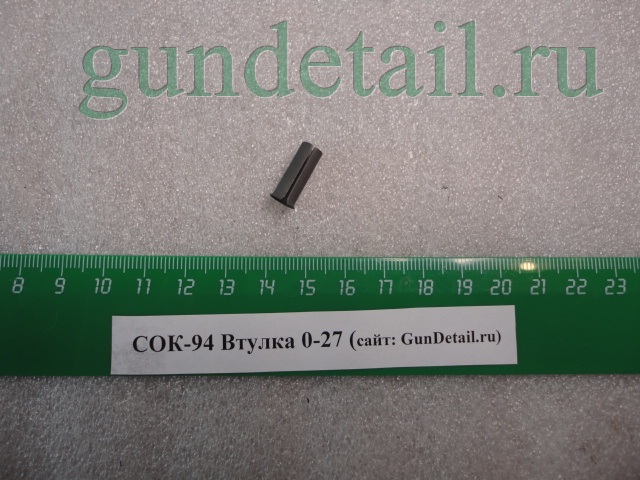 gundetail.ru
8 9 10 11 12 13 14 15 16 17 18 19 20 21 22 23
СОК-94 Втулка 0-27 (сайт: GunDetail.ru)